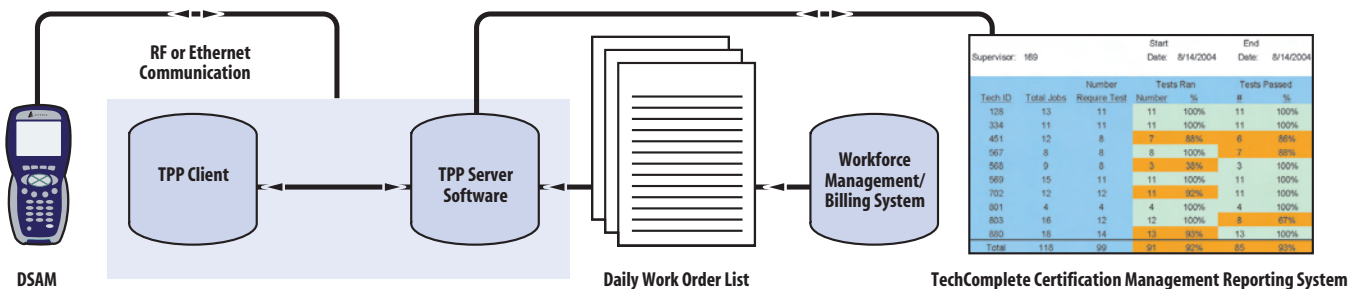 RF or Ethernet
Communication
TPP Client
TPP Server
Software
Workforce
Management/
Billing System
DSAM
Daily Work Order List
Start End
Supervisor: 169 Date: 8/14/2004 Date: 8/14/2004
Number Tests Ran Tests Passed
Tech ID Total Jobs Require Test Number % # %
128 13 11 11 100% 11 100%
334 11 11 11 100% 11 100%
451 12 8 7 88% 6 86%
567 8 8 8 100% 7 88%
568 9 8 3 38% 3 100%
569 15 11 11 100% 11 100%
702 12 12 11 92% 11 100%
801 4 4 4 100% 4 100%
803 16 12 12 100% 8 67%
880 18 14 13 93% 13 100%
Total 118 99 91 92% 85 93%
TechComplete Certification Management Reporting System